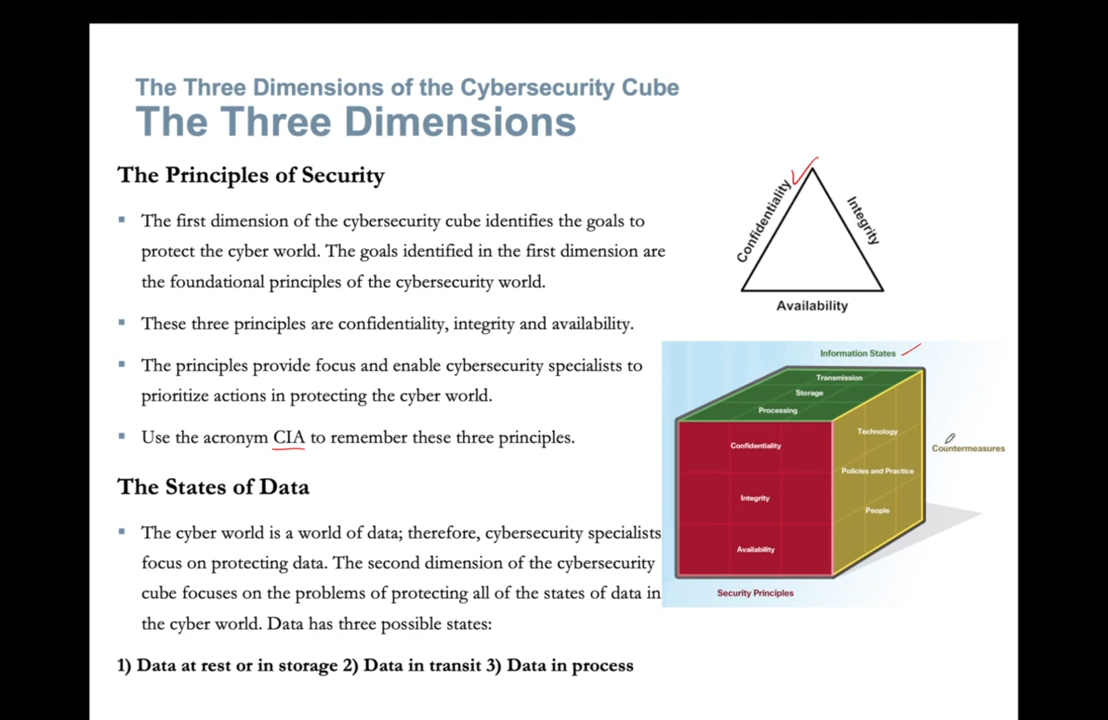 The Three Dimensions of the Cybersecurity Cube
The Three Dimensions
The Principles of Security
The first dimension of the cybersecurity cube identifies the goals to
protect the cyber world. The goals identified in the first dimension are
the foundational principles of the cybersecurity world.
These three principles are confidentiality, integrity and availability.
The principles provide focus and enable cybersecurity specialists to
prioritize actions in protecting the cyber world.
Use the acronym CIA to remember these three principles.
The States of Data
The cyber world is a world of data; therefore, cybersecurity specialists
focus on protecting data. The second dimension of the cybersecurity
cube focuses on the problems of protecting all of the states of data in
the cyber world. Data has three possible states:
1) Data at rest or in storage 2) Data in transit 3) Data in process
Confidentiality
Integrity
Availability
Information States
Transmission
Storage
Processing
Confidentiality
Integrity
Availability
Technology
Policies and Practice
People
Countermeasures
Security Principles